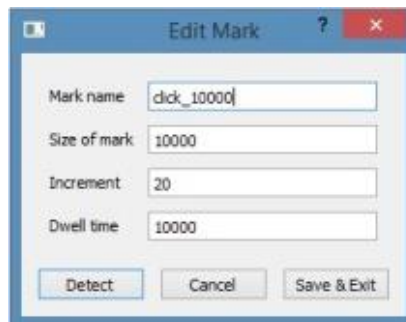 Edit Mark ?
Mark name click_10000
Size of mark 10000
Increment 20
Dwell time 10000
Detect Cancel Save & Exit